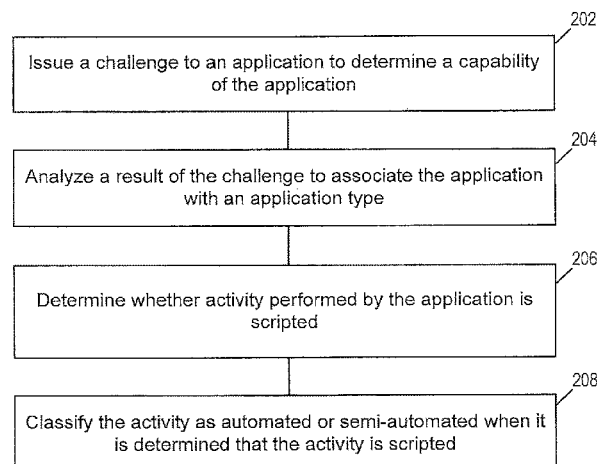 202
Issue a challenge to an application to determine a capability
of the application
204
Analyze a result of the challenge to associate the application
with an application type
206
Determine whether activity performed by the application is
scripted
208
Classify the activity as automated or semi-automated when it
is determined that the activity is scripted